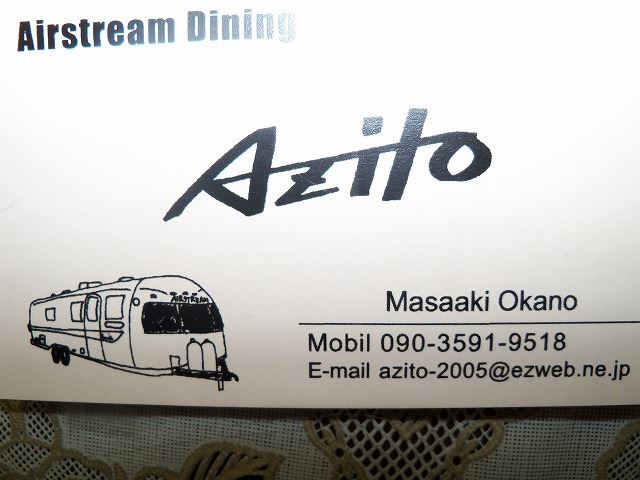 Airstream Dining
Azito
AIRSTREAM
Masaaki Okano
Mobil 090-3591-9518
E-mail azito-2005@ezweb.ne.jp